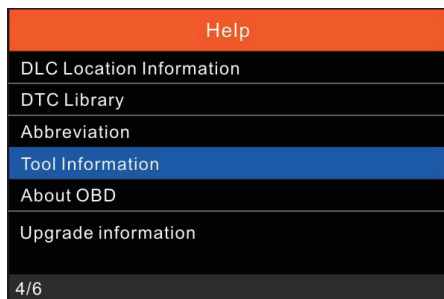 Help
DLC Location Information
DTC Library
Abbreviation
Tool Information
About OBD
Upgrade information
4/6